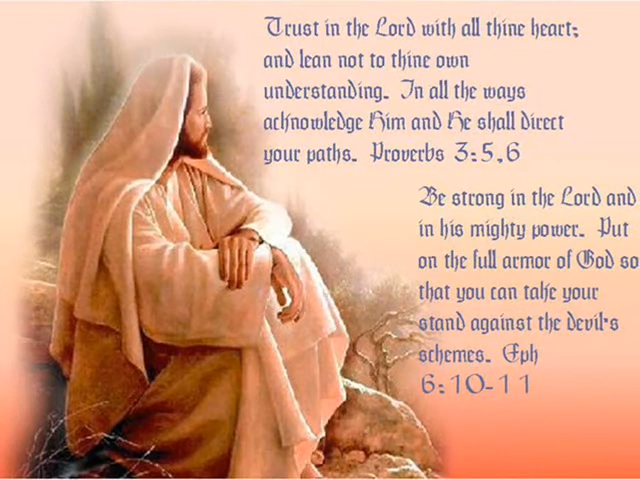 Trust in the Lord with all thine heart;
and lean not to thine own
understanding. In all the ways
acknowledge Him and He shall direct
your paths. Proverbs 3:5,6
Be strong in the Lord and
in his mighty power. Put
on the full armor of God so
that you can take your
stand against the devil's
schemes. Eph
6:10-11